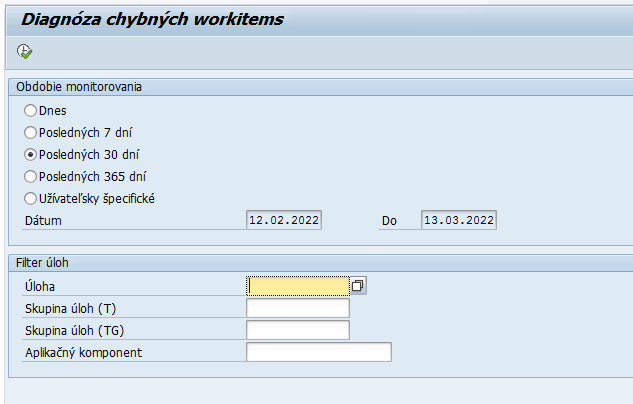 Diagnóza chybných workitems
Obdobie monitorovania
Dnes
Posledných 7 dní
Posledných 30 dní
Posledných 365 dní
Užívateľsky špecifické
Dátum 12.02.2022 Do 13.03.2022
Filter úloh
Úloha
Skupina úloh (T)
Skupina úloh (TG)
Aplikačný komponent